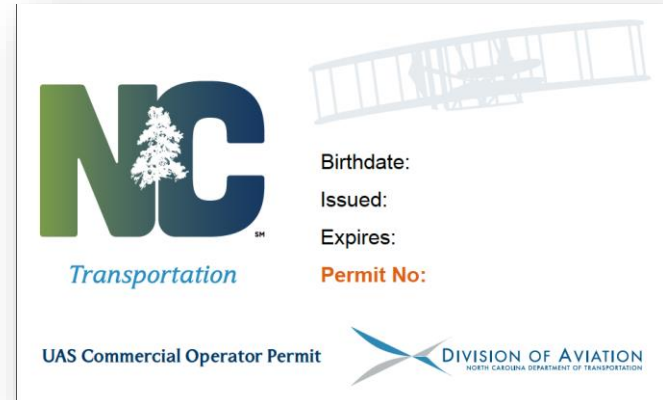 NC
SM
Transportation
Birthdate:
Issued:
Expires:
Permit No:
UAS Commercial Operator Permit
DIVISION OF AVIATION
NORTH CAROLINA DEPARTMENT OF TRANSPORTATION